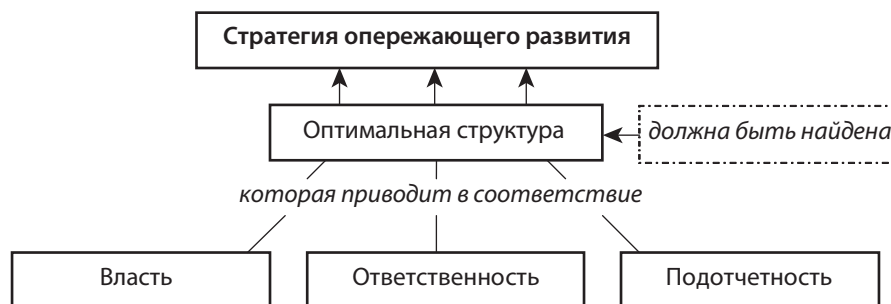 Стратегия опережающего развития
Оптимальная структура
должна быть найдена
которая приводит в соответствие
Власть
Ответственность
Подотчетность